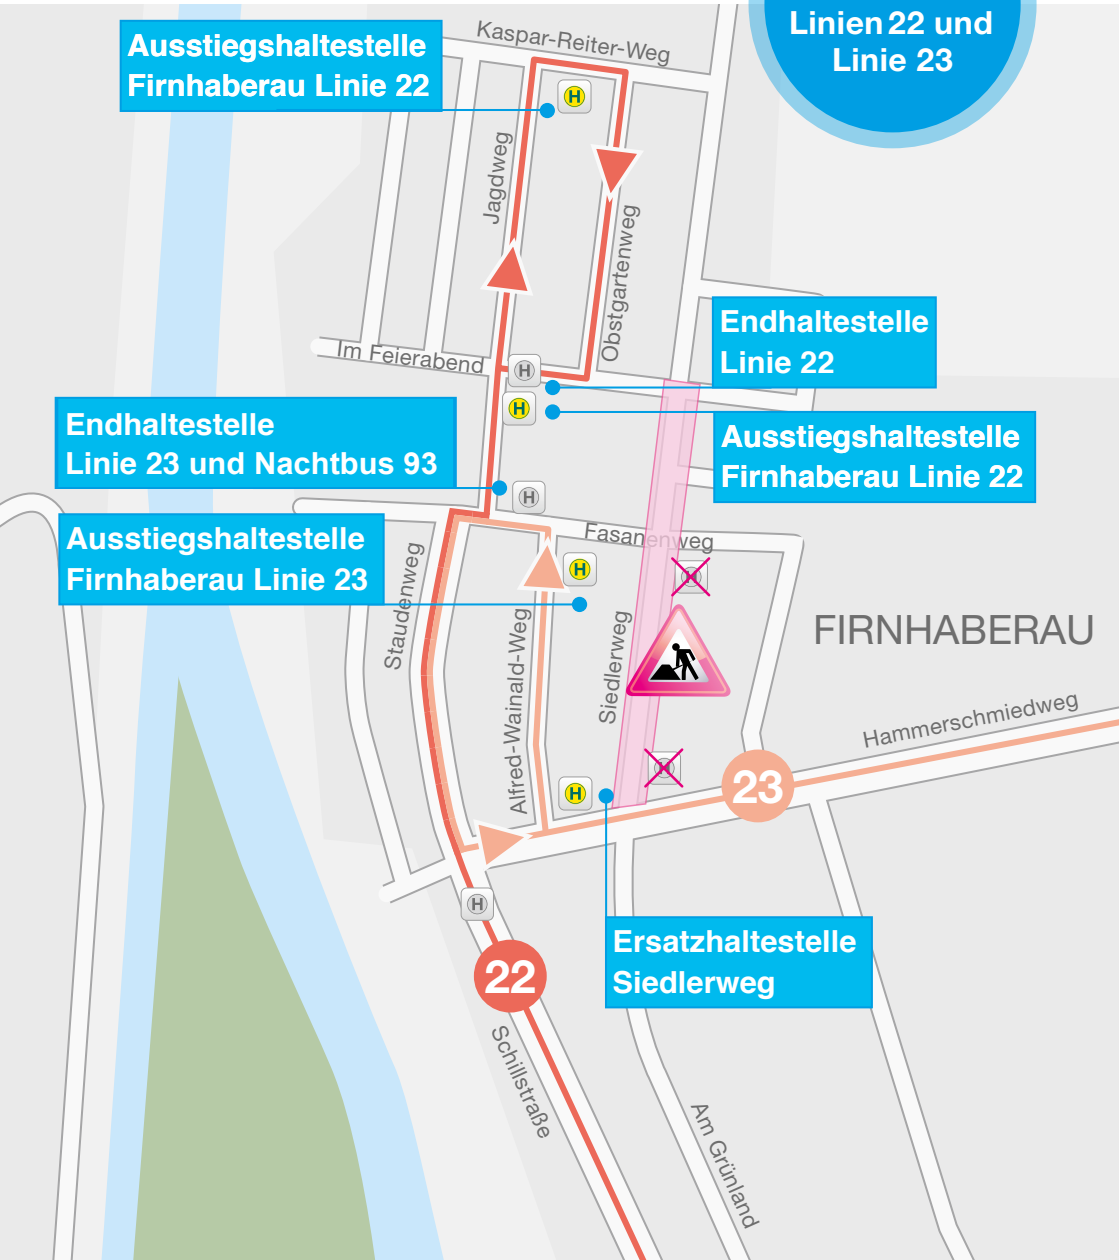 Linien 22 und
Linie 23
Ausstiegshaltestelle
Firnhaberau Linie 22
Kaspar-Reiter-Weg
H
Jagdweg
Obstgartenweg
Endhaltestelle
Linie 22
Im Feierabend
H
H
Endhaltestelle
Linie 23 und Nachtbus 93
Ausstiegshaltestelle
Firnhaberau Linie 22
H
Ausstiegshaltestelle
Firnhaberau Linie 23
Fasanenweg
H
H
Staudenweg
Alfred-Wainald-Weg
Siedlerweg
FIRNHABERAU
Hammerschmiedweg
H
H
23
H
Ersatzhaltestelle
Siedlerweg
22
Schillstraße
Am Grünland